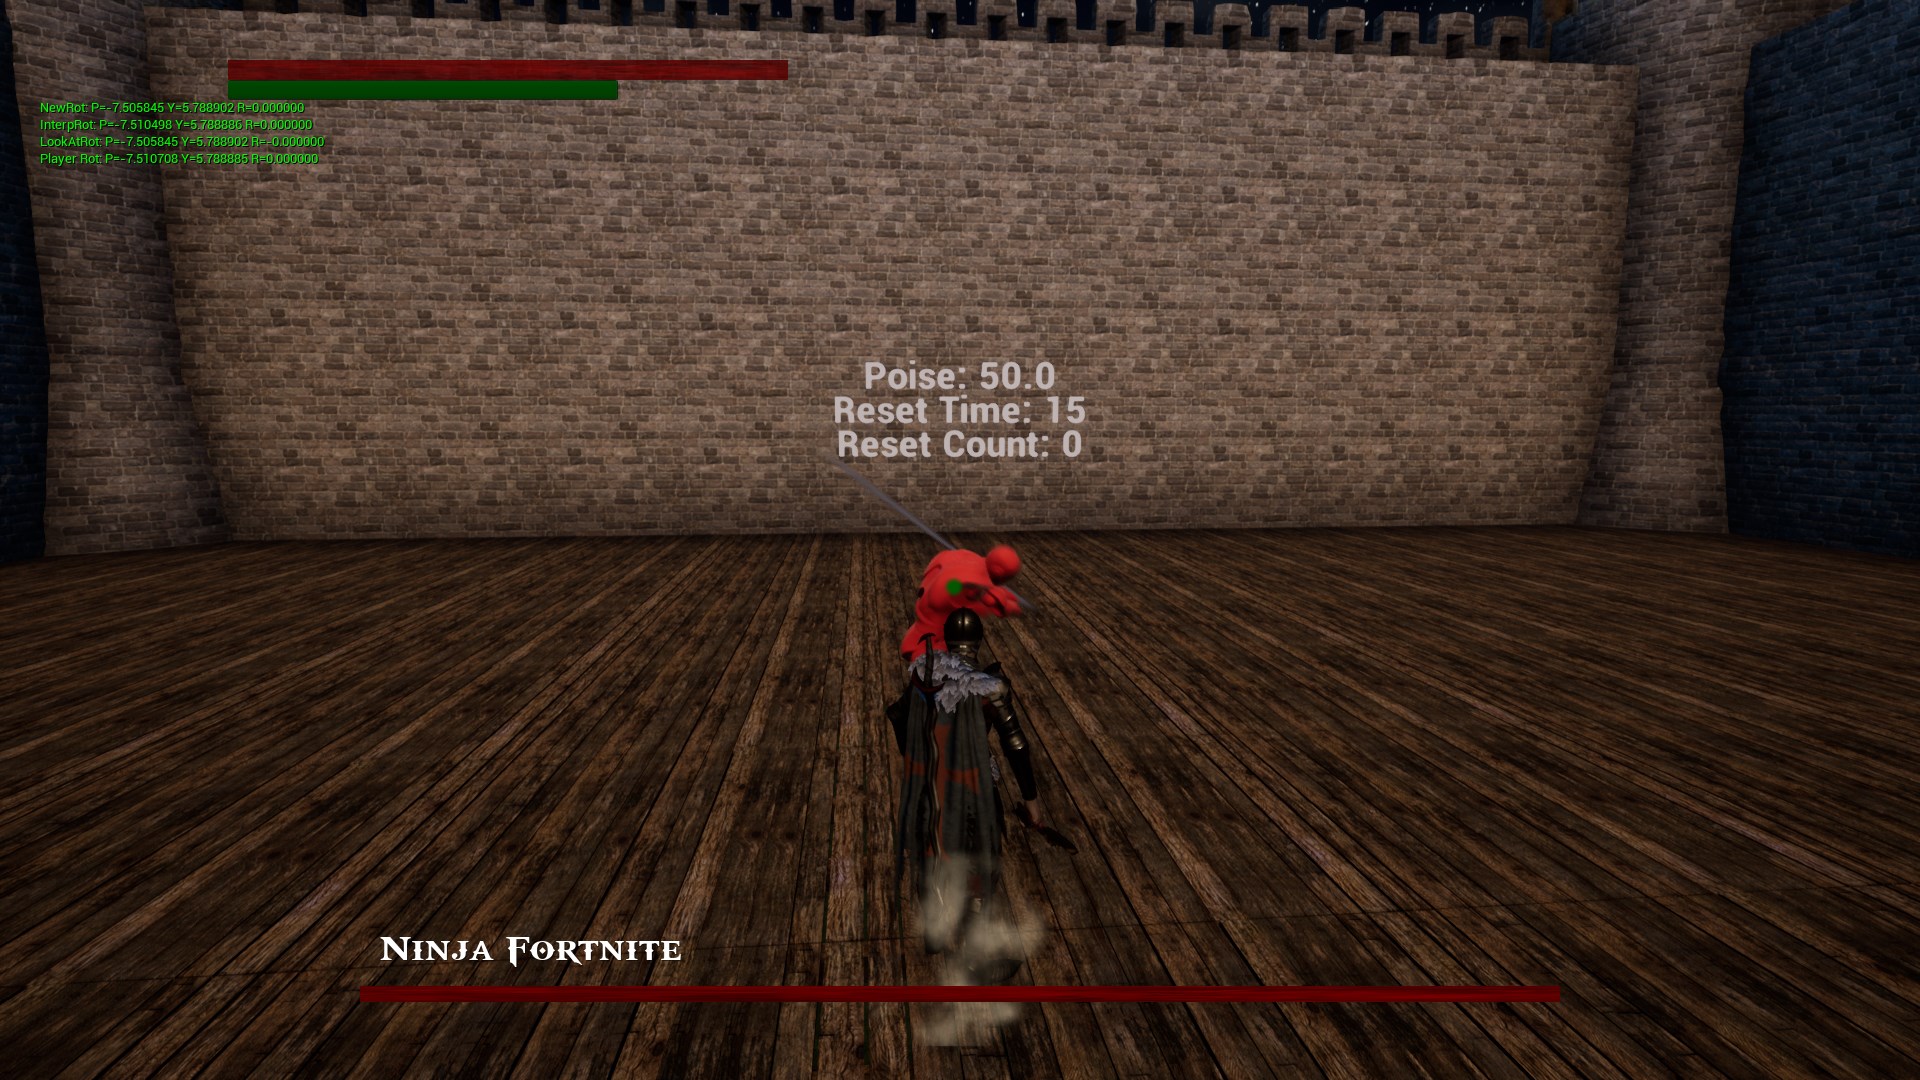 NewRot: P=-7.505845 Y=5.788902 R=0.000000
InterpRot: P=-7.510498 Y=5.788886 R=0.000000
LookAtRot: P=-7.505845 Y=5.788902 R=-0.000000
Player Rot: P=-7.510708 Y=5.788885 R=0.000000
Poise: 50.0
Reset Time: 15
Reset Count: 0
Ninja Fortnite